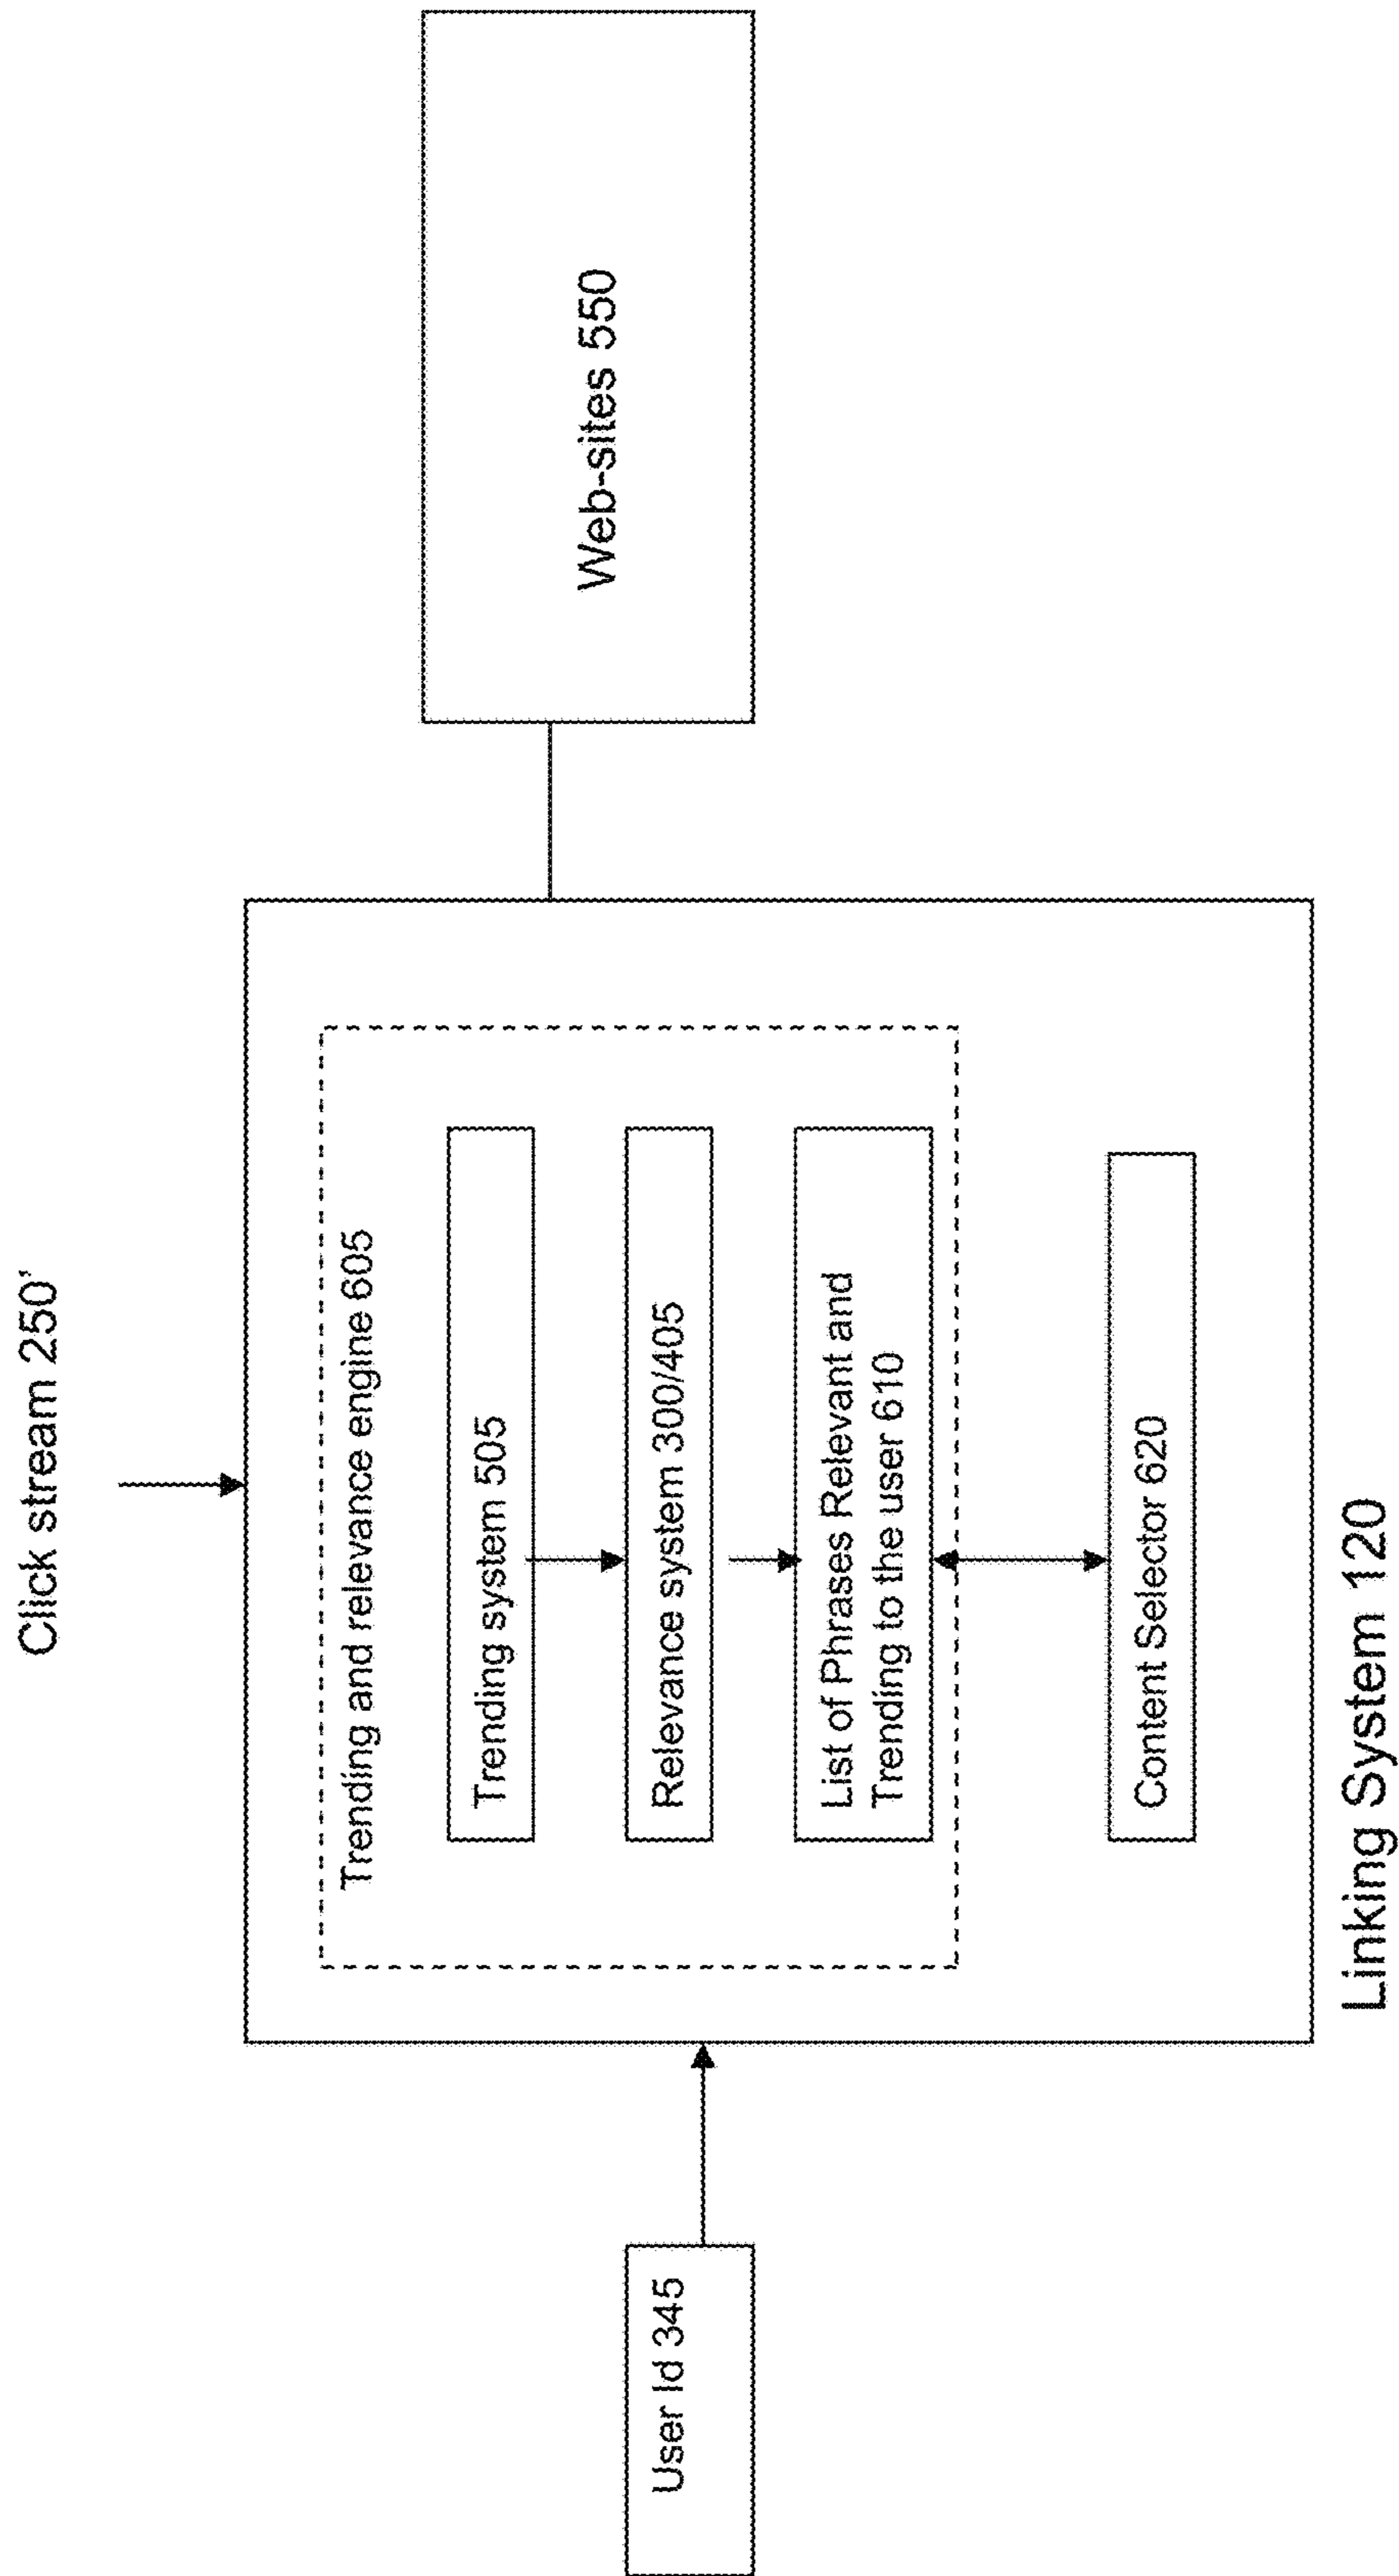 Click stream 250’
User Id 345
Trending and relevance engine 605
Trending system 505
Relevance system 300/405
List of Phrases Relevant and
Trending to the user 610
Content Selector 620
Linking System 120
Web-sites 550